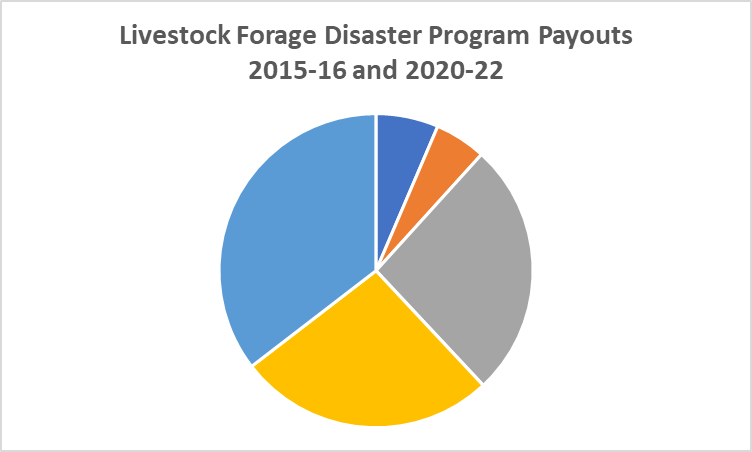 Livestock Forage Disaster Program Payouts
2015-16 and 2020-22